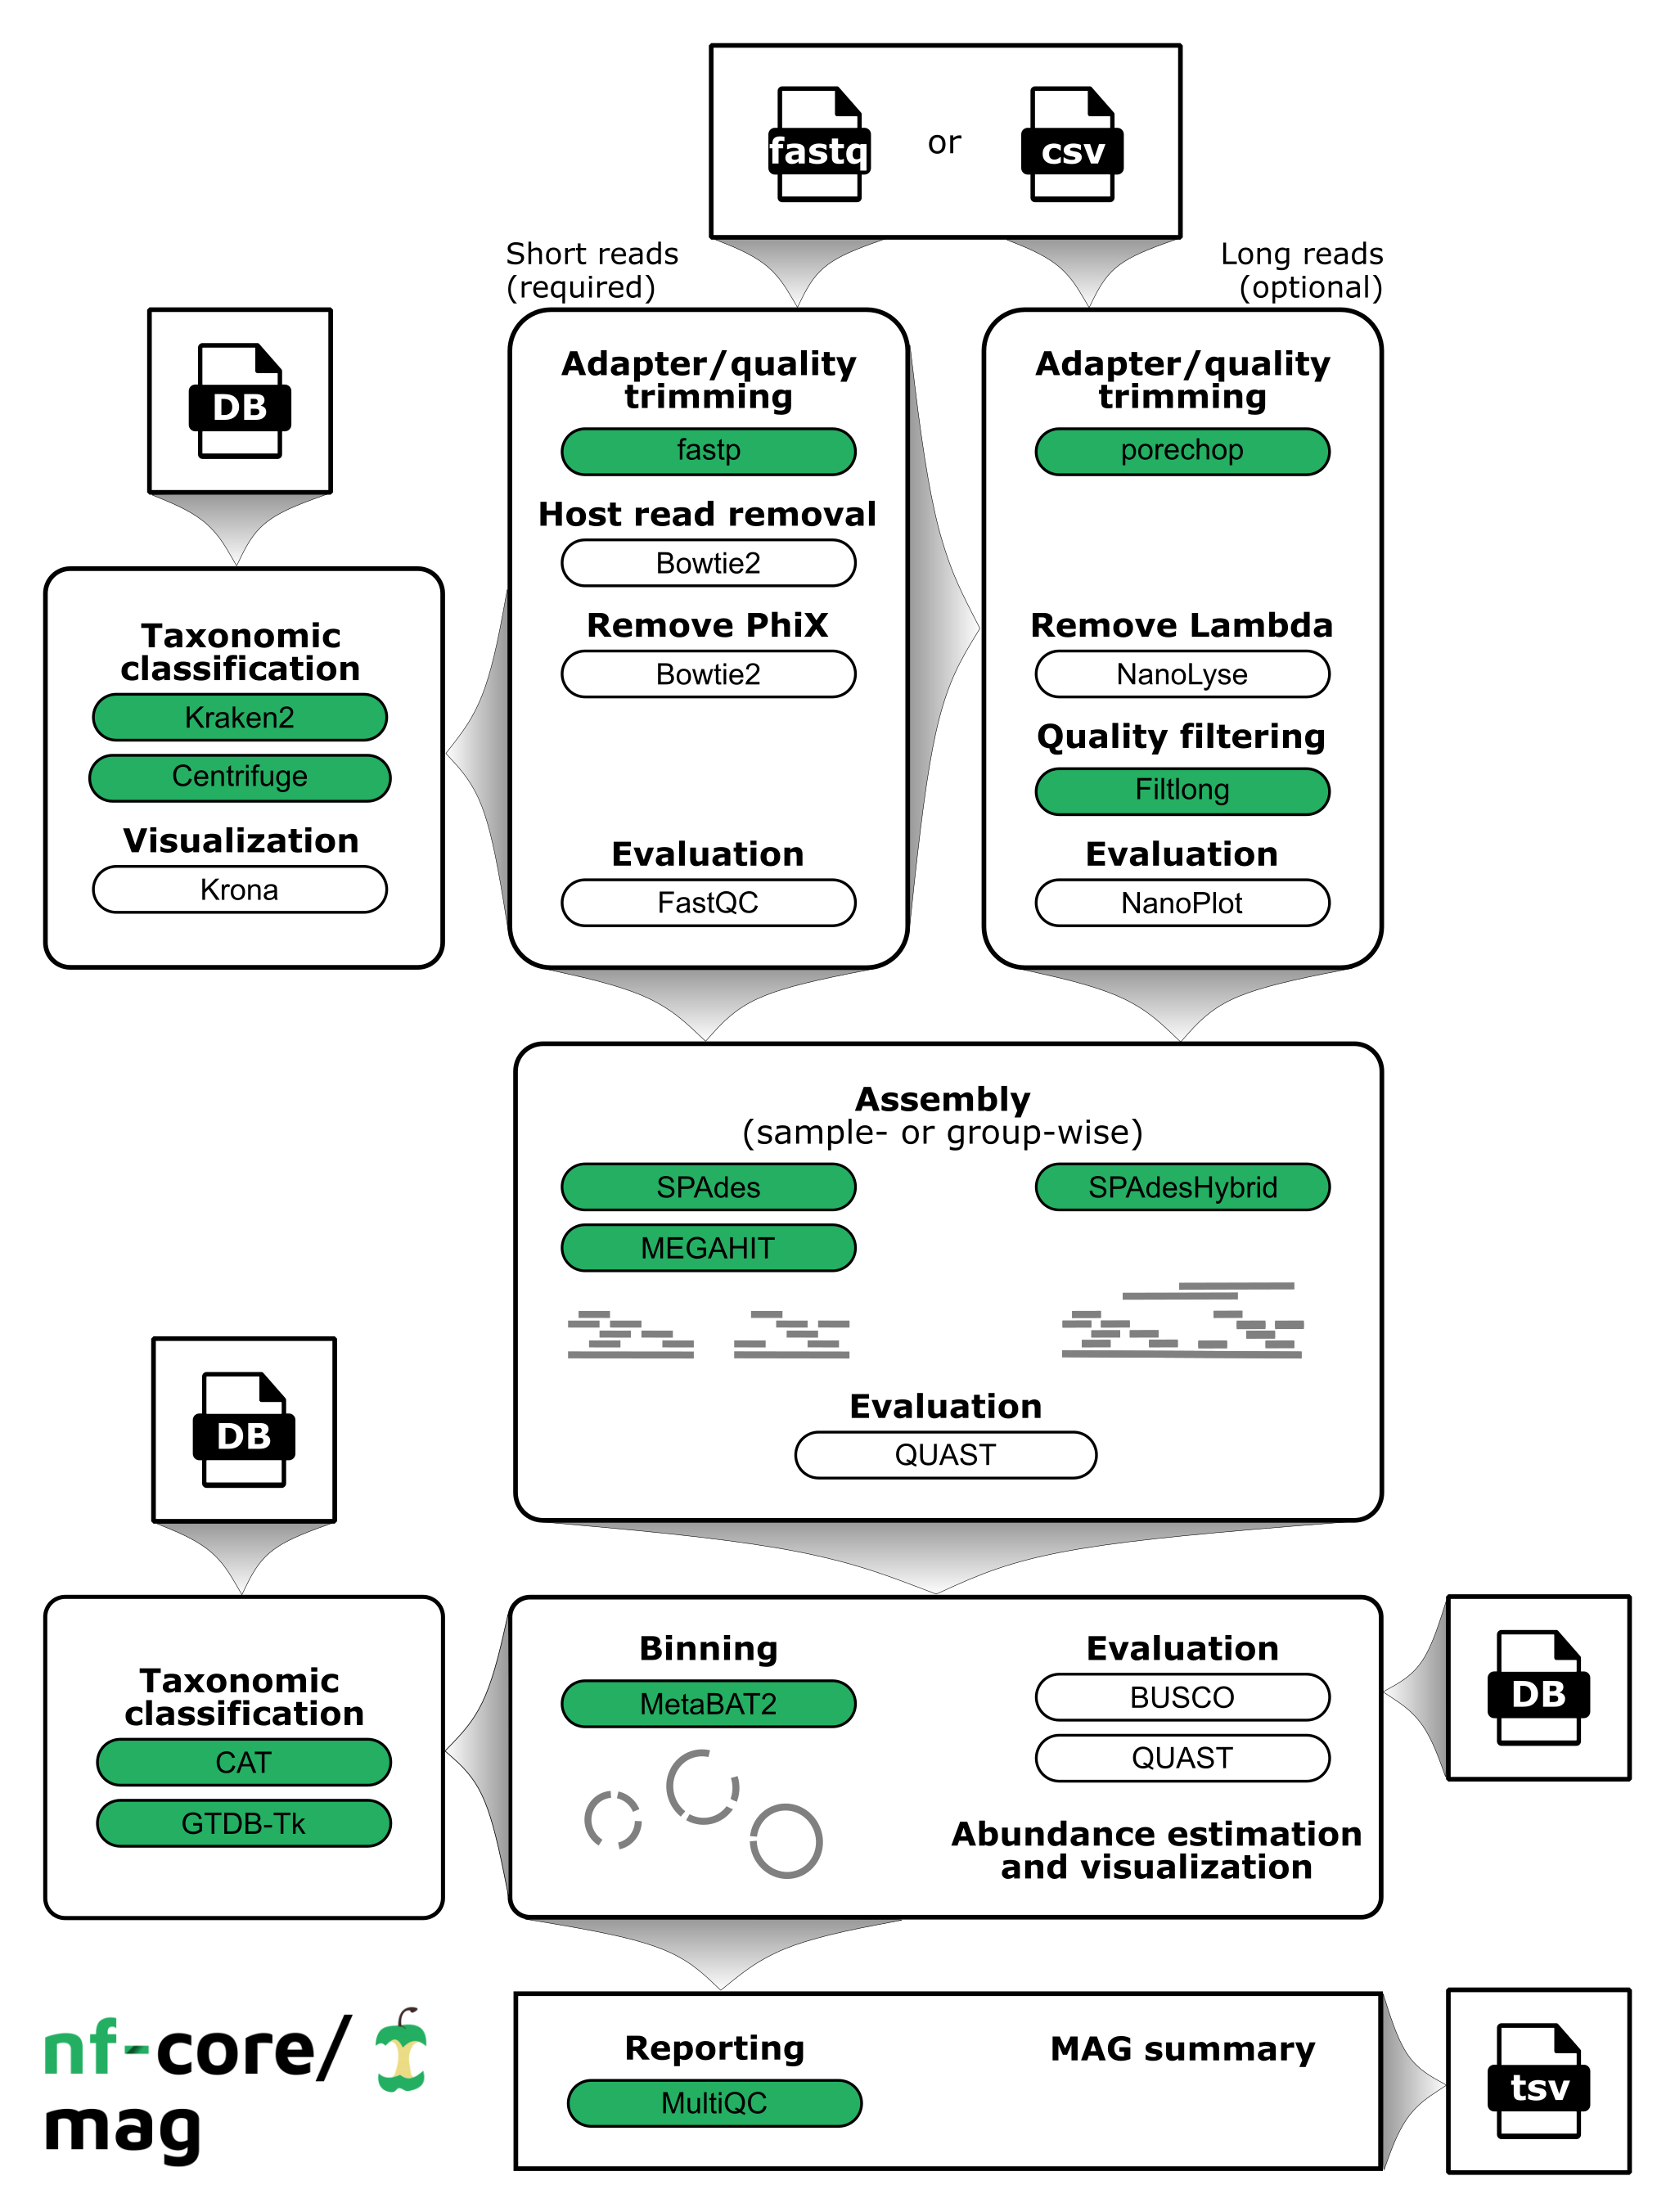 fastq
or
csv
Short reads
(required)
Long reads
(optional)
DB
Adapter/quality
trimming
fastp
Host read removal
Bowtie2
Remove PhiX
Bowtie2
Evaluation
FastQC
Adapter/quality
trimming
porechop
Remove Lambda
NanoLyse
Quality filtering
Filtlong
Evaluation
NanoPlot
Taxonomic
classification
Kraken2
Centrifuge
Visualization
Krona
Assembly
(sample- or group-wise)
SPAdes
SPAdesHybrid
MEGAHIT
Evaluation
QUAST
DB
Taxonomic
classification
CAT
GTDB-Tk
Binning
MetaBAT2
Evaluation
BUSCO
QUAST
Abundance estimation
and visualization
DB
Reporting
MultiQC
MAG summary
tsv
nf-core/
mag